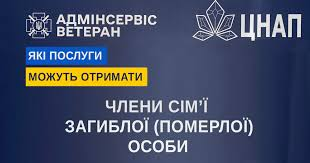 АДМІНСЕРВІС
ВЕТЕРАН
ЦНАП
ЯКІ ПОСЛУГИ
МОЖУТЬ ОТРИМАТИ
ЧЛЕНИ СІМ’Ї
ЗАГИБЛОЇ (ПОМЕРЛОЇ)
ОСОБИ